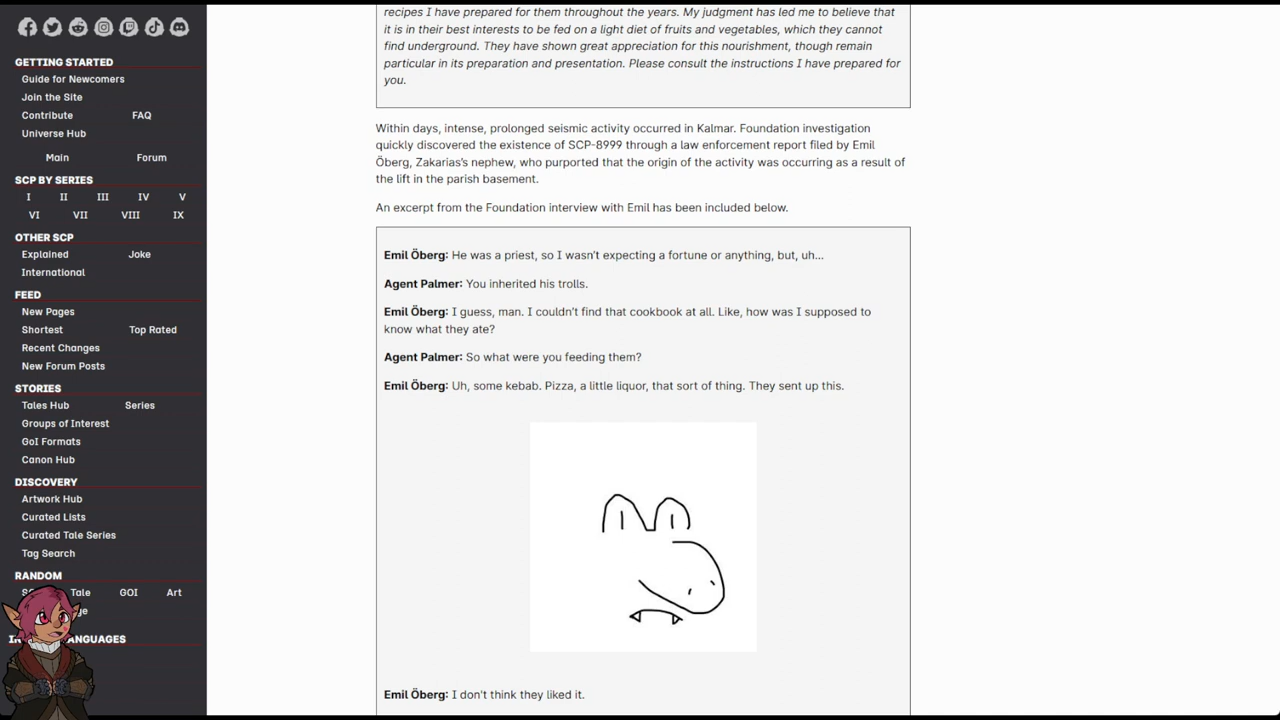 GETTING STARTED
Guide for Newcomers
Join the Site
Contribute FAQ
Universe Hub
Main Forum
SCP BY SERIES
I II III IV V
VI VII VIII IX
OTHER SCP
Explained Joke
International
FEED
New Pages
Shortest Top Rated
Recent Changes
New Forum Posts
STORIES
Tales Hub Series
Groups of Interest
GoI Formats
Canon Hub
DISCOVERY
Artwork Hub
Curated Lists
Curated Tale Series
Tag Search
RANDOM
Tale GOI Art
recipes I have prepared for them throughout the years. My judgment has led me to believe that
it is in their best interests to be fed on a light diet of fruits and vegetables, which they cannot
find underground. They have shown great appreciation for this nourishment, though remain
particular in its preparation and presentation. Please consult the instructions I have prepared for
you.
Within days, intense, prolonged seismic activity occurred in Kalmar. Foundation investigation
quickly discovered the existence of SCP-8999 through a law enforcement report filed by Emil
Öberg, Zakarias's nephew, who purported that the origin of the activity was occurring as a result of
the lift in the parish basement.
An excerpt from the Foundation interview with Emil has been included below.
Emil Öberg: He was a priest, so I wasn't expecting a fortune or anything, but, uh...
Agent Palmer: You inherited his trolls.
Emil Öberg: I guess, man. I couldn't find that cookbook at all. Like, how was I supposed to
know what they ate?
Agent Palmer: So what were you feeding them?
Emil Öberg: Uh, some kebab. Pizza, a little liquor, that sort of thing. They sent up this.
Emil Öberg: I don't think they liked it.